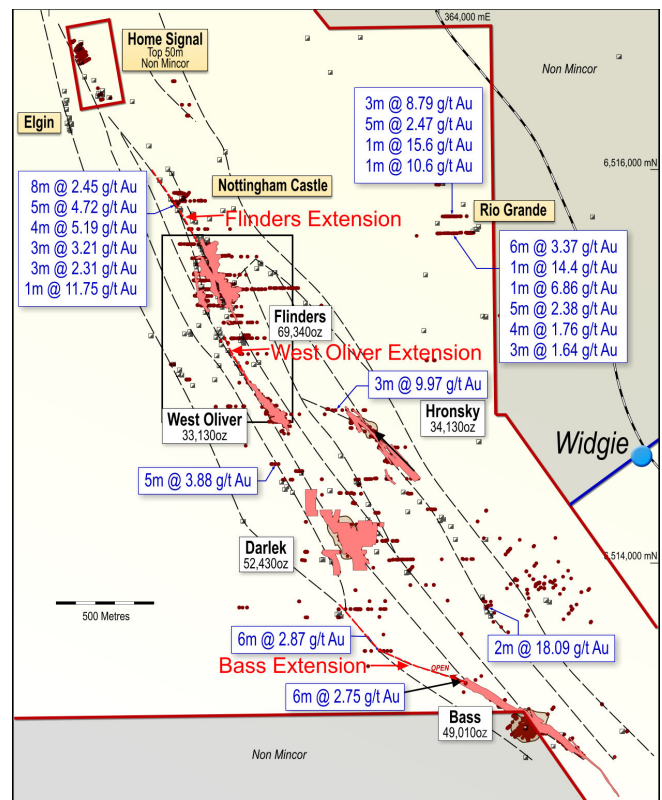 364,000 mE
Home Signal
Top 50m
Non Mincor
Non Mincor
3m @ 8.79 g/t Au
5m @ 2.47 g/t Au
1m @ 15.6 g/t Au
1m @ 10.6 g/t Au
Elgin
6,516,000 mN
8m @ 2.45 g/t Au
5m @ 4.72 g/t Au
4m @ 5.19 g/t Au
3m @ 3.21 g/t Au
3m @ 2.31 g/t Au
1m @ 11.75 g/t Au
Nottingham Castle
Flinders Extension
Rio Grande
6m @ 3.37 g/t Au
1m @ 14.4 g/t Au
1m @ 6.86 g/t Au
5m @ 2.38 g/t Au
4m @ 1.76 g/t Au
3m @ 1.64 g/t Au
Flinders
69,340oz
West Oliver Extension
3m @ 9.97 g/t Au
West Oliver
33,130oz
Hronsky
34,130oz
Widgie
5m @ 3.88 g/t Au
Darlek
52,430oz
6,514,000 mN
500 Metres
6m @ 2.87 g/t Au
2m @ 18.09 g/t Au
Bass Extension
OPEN
6m @ 2.75 g/t Au
Bass
49,010oz
Non Mincor